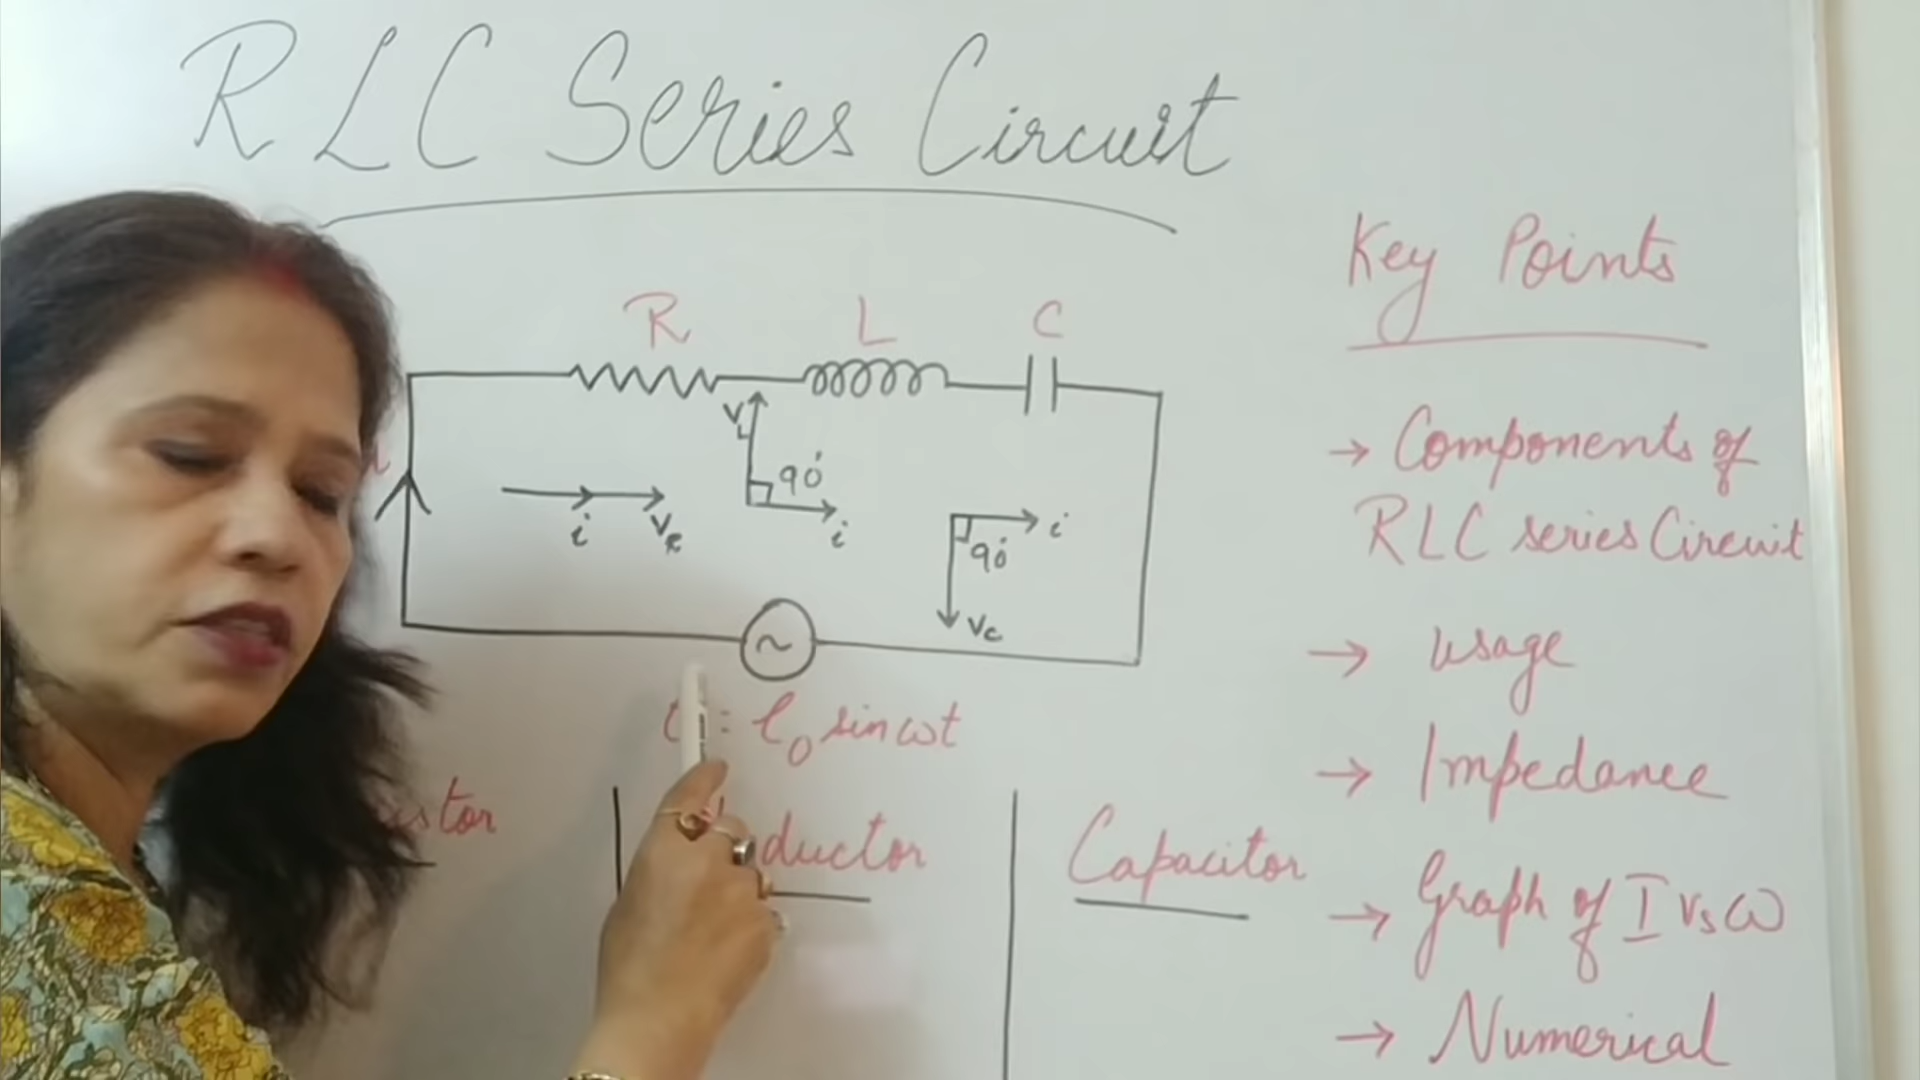 RLC Series Circuit
Key Points
R L C
VL
90°
i
i
VR
i
90°
Vc
~
= e0 sin ωt
Capacitor
→ Components of
RLC series Circuit
→ Usage
→ Impedance
→ Graph of I vs ω
→ Numerical